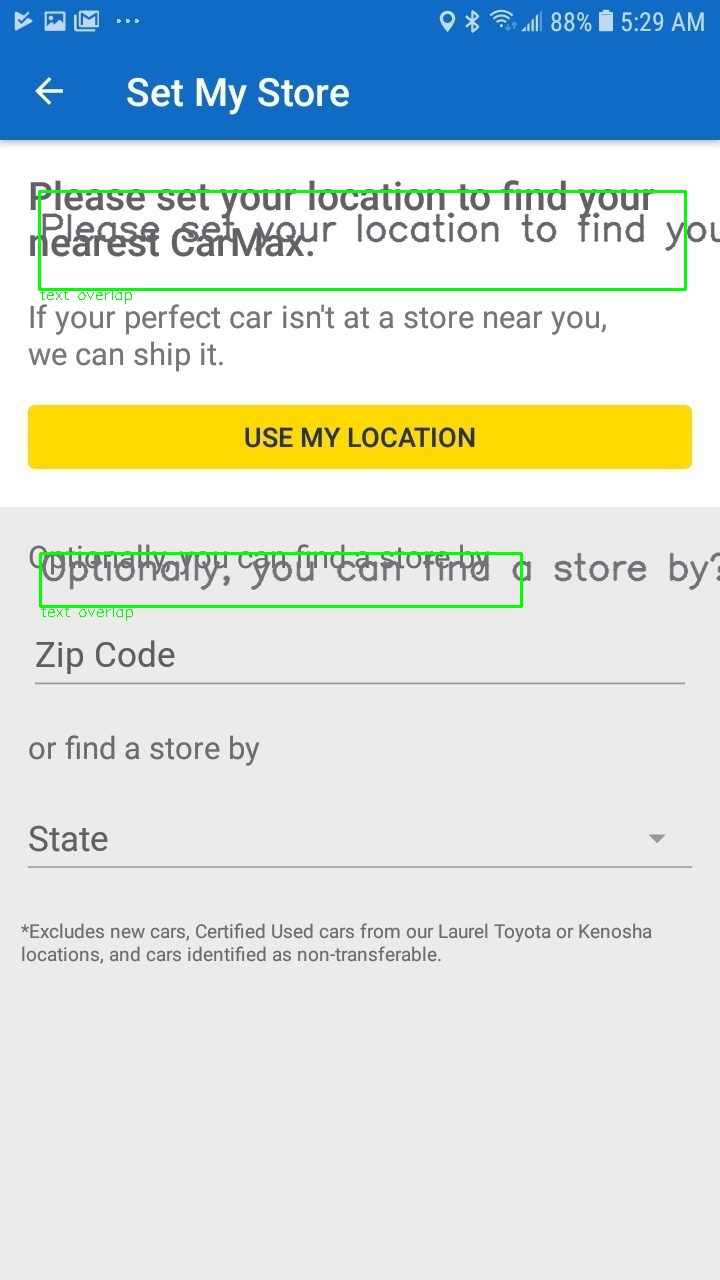 88% 5:29 AM
Set My Store
Please set your location to find your
Please set your location to find you
nearest CarMax.
text overlap
If your perfect car isn't at a store near you,
we can ship it.
USE MY LOCATION
Optionally, you can find a store by
Optionally, you can find a store by?
text overlap
Zip Code
or find a store by
State
*Excludes new cars, Certified Used cars from our Laurel Toyota or Kenosha
locations, and cars identified as non-transferable.